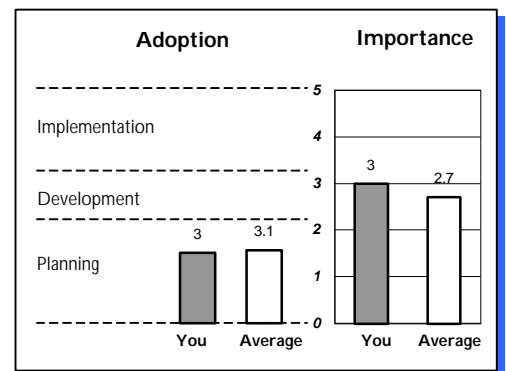 Adoption Importance
5
Implementation
4
3 3 2.7
Development
2
3 3.1
Planning
1
0
You Average You Average